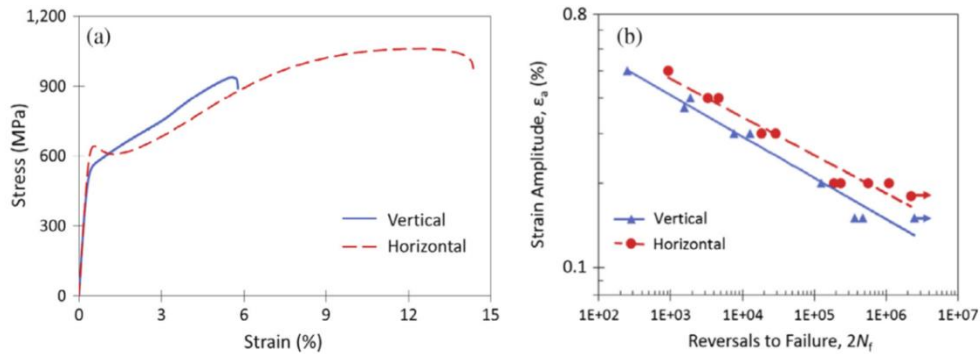 (a)
1,200
900
600
300
0
Stress (MPa)
Vertical
Horizontal
0 3 6 9 12 15
Strain (%)
(b)
0.8
0.1
Strain Amplitude, εa (%)
Vertical
Horizontal
1E+02 1E+03 1E+04 1E+05 1E+06 1E+07
Reversals to Failure, 2Nf